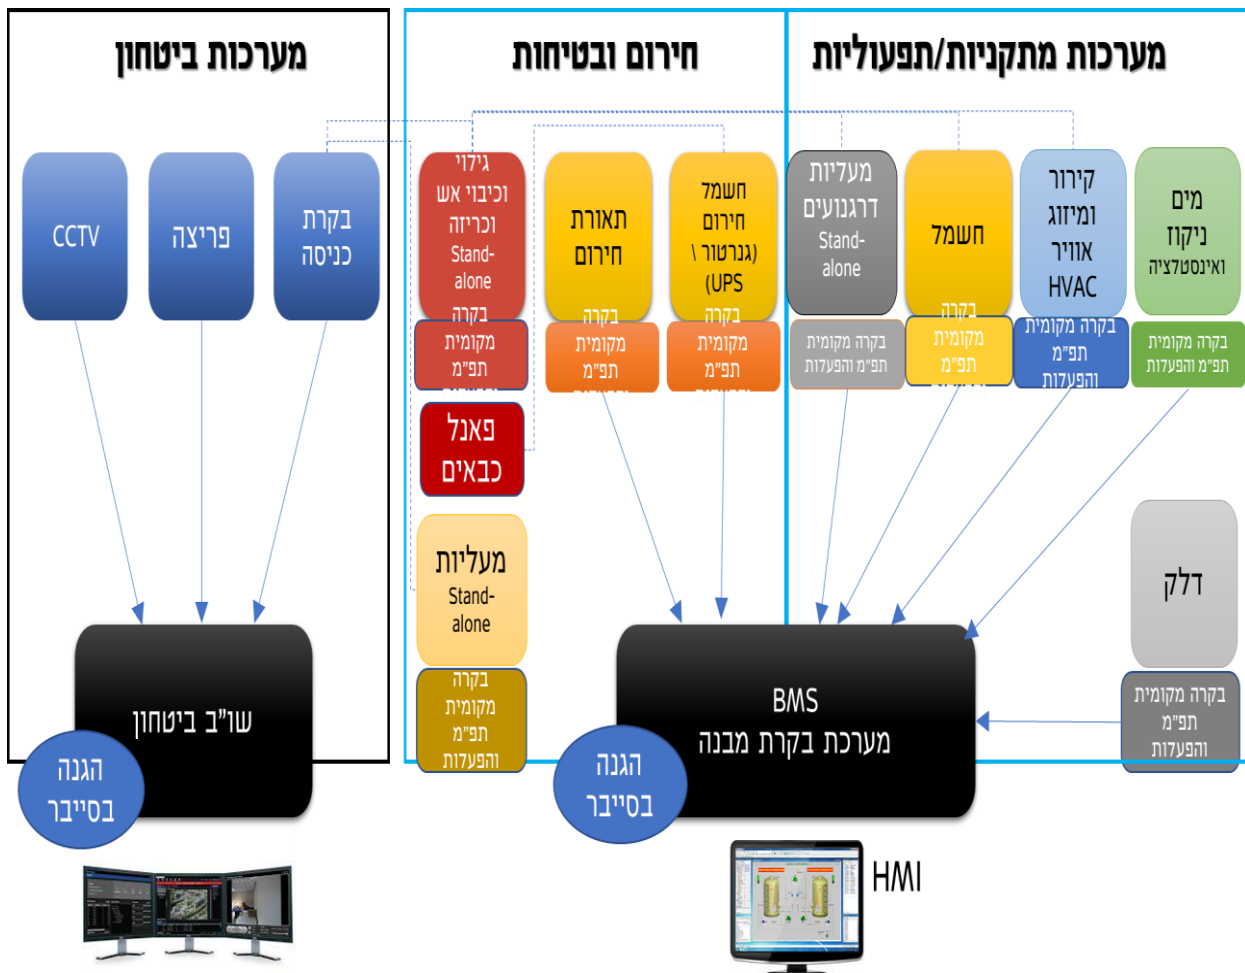 מערכות ביטחון
חירום ובטיחות
מערכות מתקניות/תפעוליות
CCTV
פריצה
בקרת
כניסה
גילוי
וכיבוי אש
וכריזה
Stand-
alone
בקרה
מקומית
תפ"מ
פאנל
כבאים
מעליות
Stand-
alone
בקרה
מקומית
תפ"מ
והפעלות
תאורת
חירום
בקרה
מקומית
תפ"מ
חשמל
חירום
(גנרטור \
UPS)
בקרה
מקומית
תפ"מ
מעליות
דרגנועים
Stand-
alone
בקרה מקומית
תפ"מ והפעלות
חשמל
בקרה
מקומית
תפ"מ
קירור
ומיזוג
אוויר
HVAC
בקרה מקומית
תפ"מ
והפעלות
מים
ניקוז
ואינסטלציה
בקרה מקומית
תפ"מ והפעלות
דלק
בקרה מקומית
תפ"מ
והפעלות
שו"ב ביטחון
הגנה
בסייבר
BMS
מערכת בקרת מבנה
הגנה
בסייבר
HMI